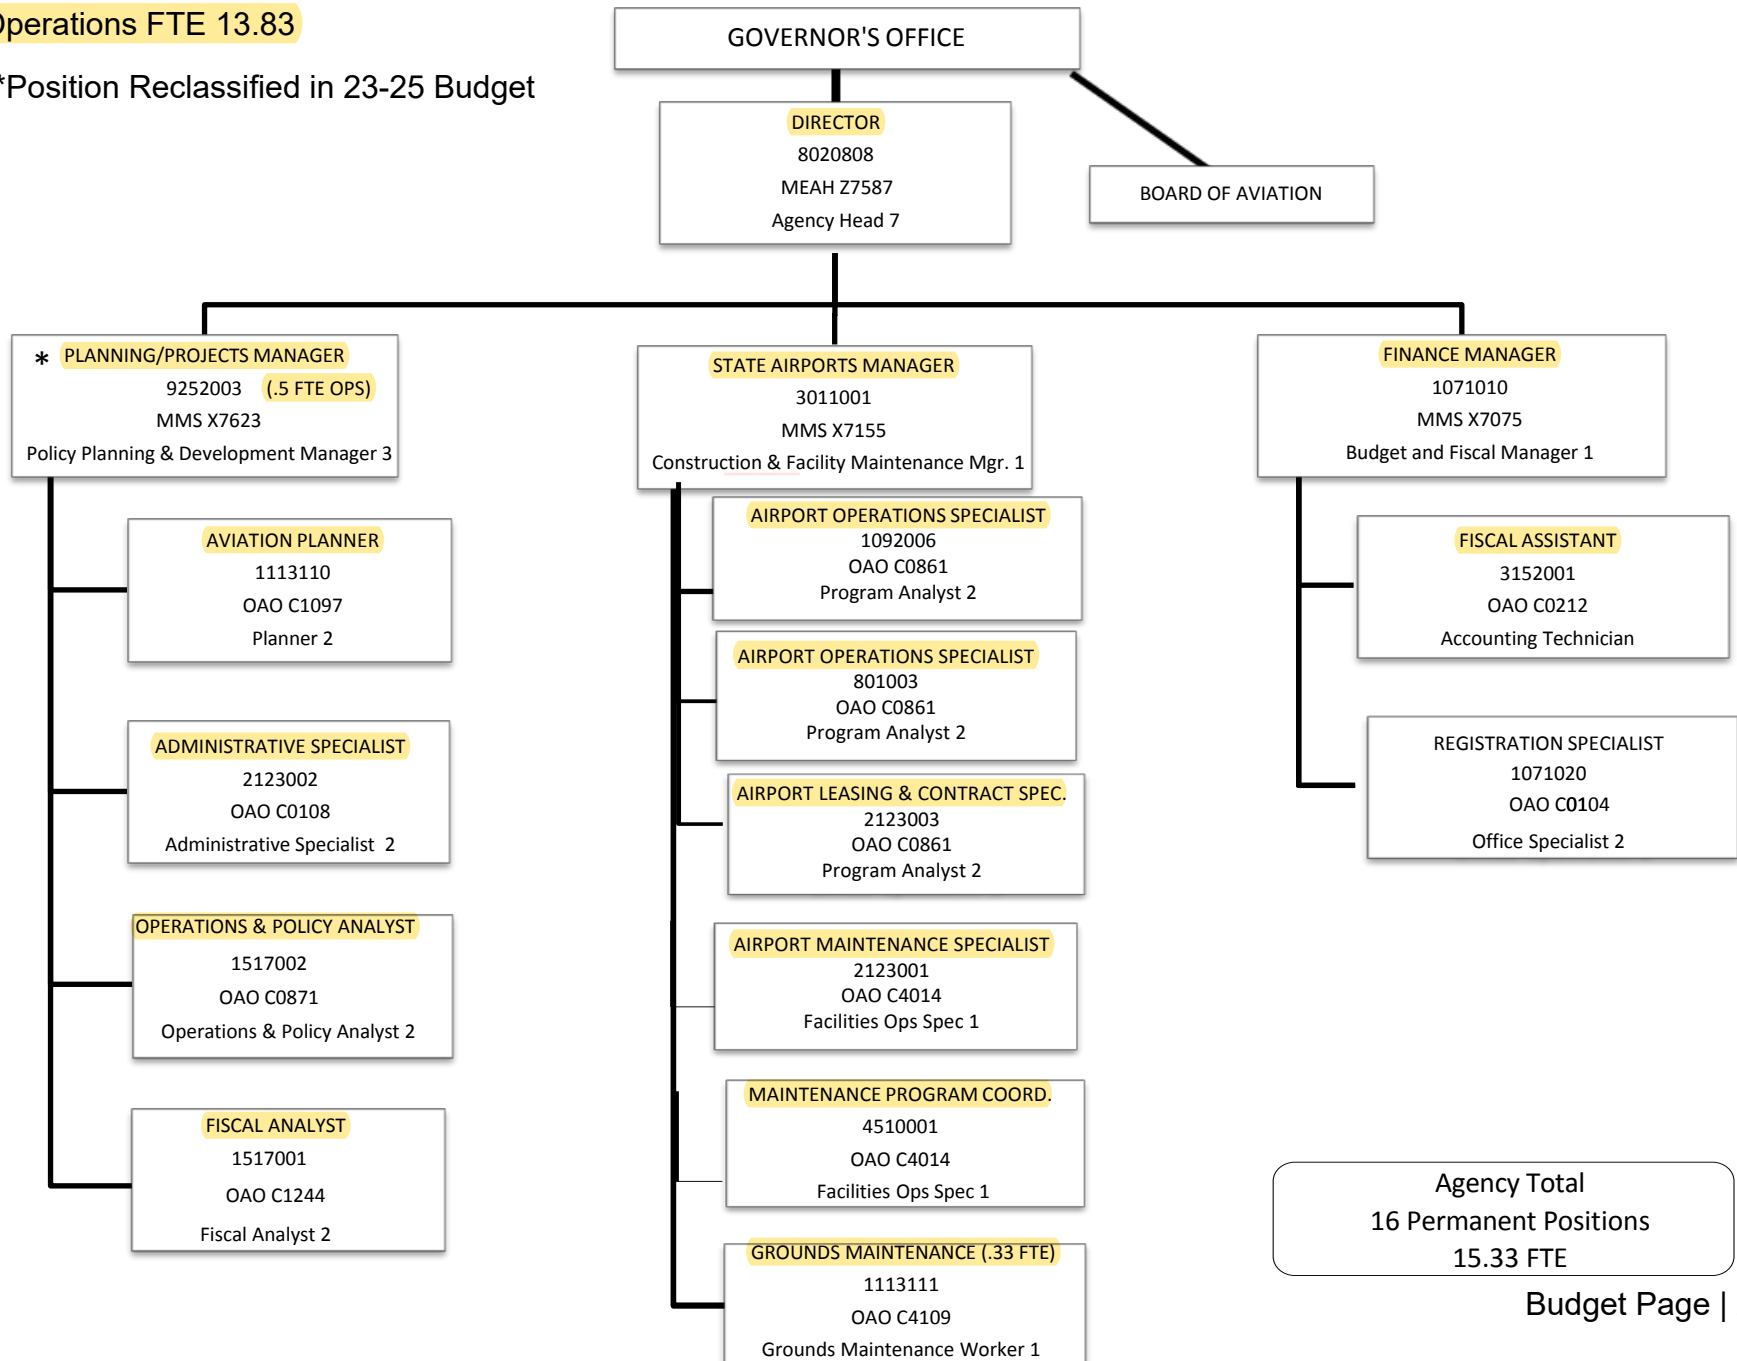 Operations FTE 13.83
*Position Reclassified in 23-25 Budget
GOVERNOR'S OFFICE
DIRECTOR
8020808
MEAH Z7587
Agency Head 7
BOARD OF AVIATION
* PLANNING/PROJECTS MANAGER
9252003 (.5 FTE OPS)
MMS X7623
Policy Planning & Development Manager 3
AVIATION PLANNER
1113110
OAO C1097
Planner 2
ADMINISTRATIVE SPECIALIST
2123002
OAO C0108
Administrative Specialist 2
OPERATIONS & POLICY ANALYST
1517002
OAO C0871
Operations & Policy Analyst 2
FISCAL ANALYST
1517001
OAO C1244
Fiscal Analyst 2
STATE AIRPORTS MANAGER
3011001
MMS X7155
Construction & Facility Maintenance Mgr. 1
AIRPORT OPERATIONS SPECIALIST
1092006
OAO C0861
Program Analyst 2
AIRPORT OPERATIONS SPECIALIST
801003
OAO C0861
Program Analyst 2
AIRPORT LEASING & CONTRACT SPEC.
2123003
OAO C0861
Program Analyst 2
AIRPORT MAINTENANCE SPECIALIST
2123001
OAO C4014
Facilities Ops Spec 1
MAINTENANCE PROGRAM COORD.
4510001
OAO C4014
Facilities Ops Spec 1
GROUNDS MAINTENANCE (.33 FTE)
1113111
OAO C4109
Grounds Maintenance Worker 1
FINANCE MANAGER
1071010
MMS X7075
Budget and Fiscal Manager 1
FISCAL ASSISTANT
3152001
OAO C0212
Accounting Technician
REGISTRATION SPECIALIST
1071020
OAO C0104
Office Specialist 2
Agency Total
16 Permanent Positions
15.33 FTE
Budget Page |